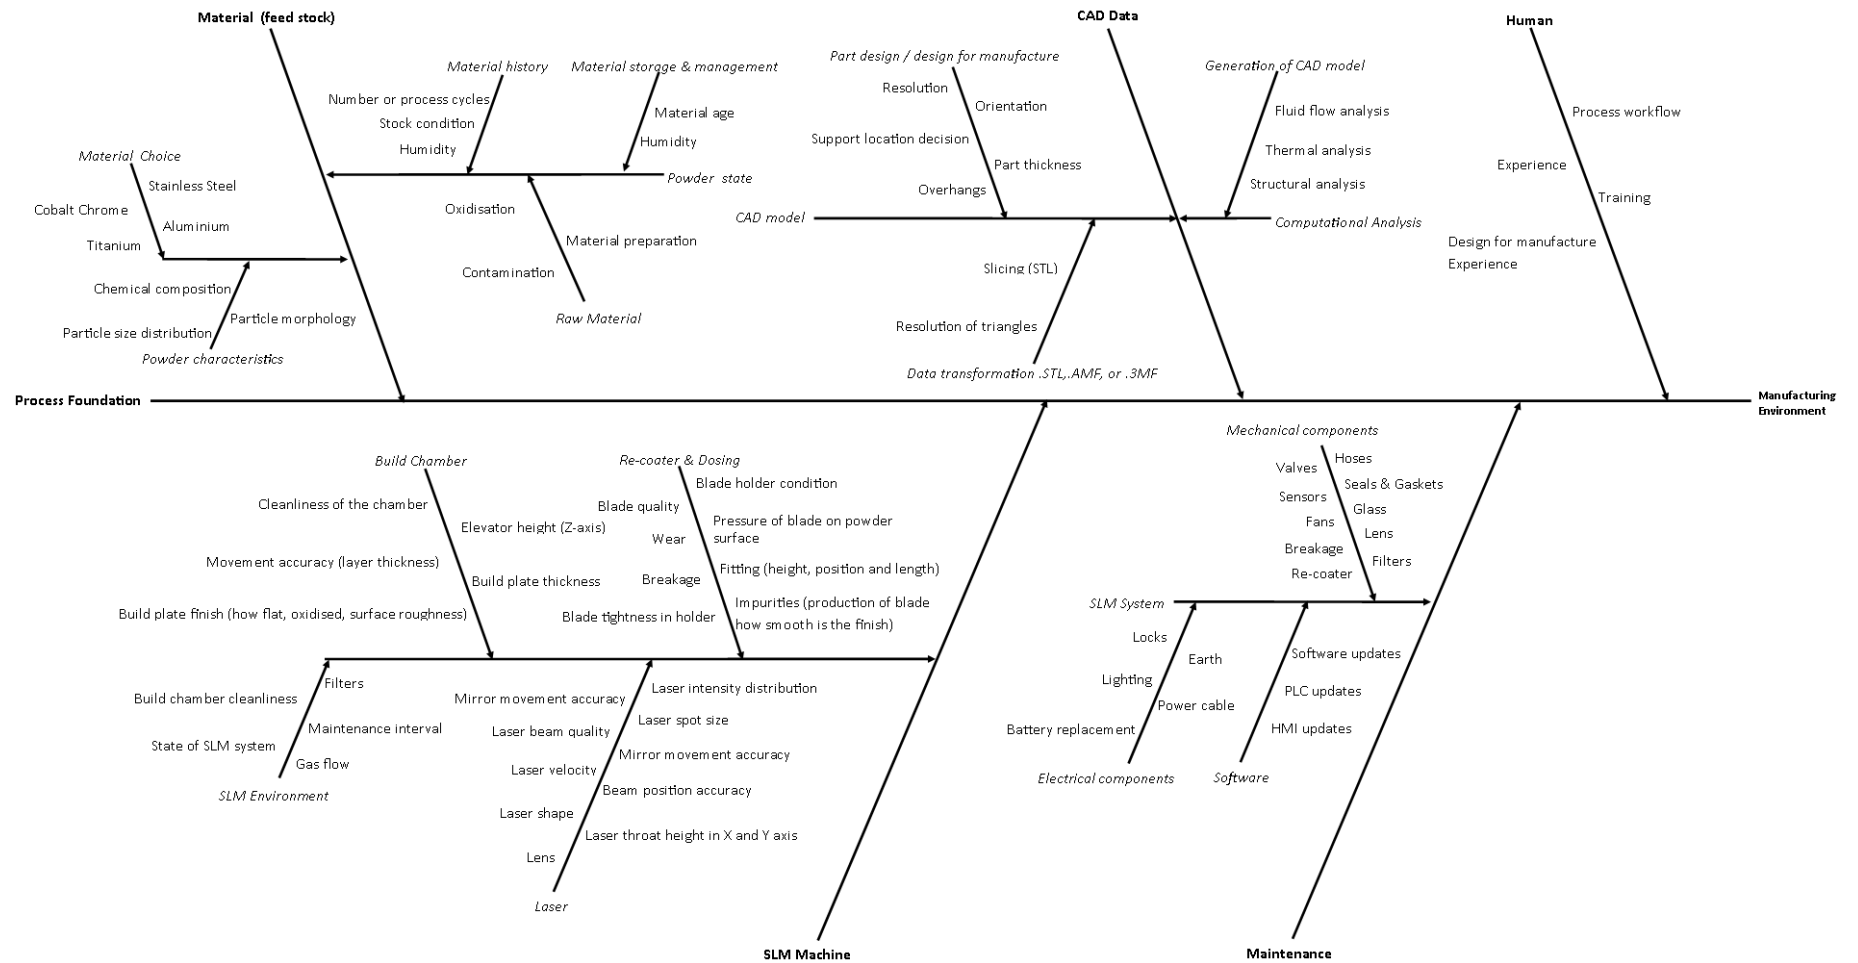 Material (feed stock)
CAD Data
Human
Material history
Material storage & management
Number or process cycles
Stock condition
Humidity
Material age
Humidity
Material Choice
Stainless Steel
Cobalt Chrome
Aluminium
Titanium
Powder state
Oxidisation
Material preparation
Contamination
Raw Material
Chemical composition
Particle morphology
Particle size distribution
Powder characteristics
Part design / design for manufacture
Resolution
Orientation
Support location decision
Part thickness
Overhangs
CAD model
Generation of CAD model
Fluid flow analysis
Thermal analysis
Structural analysis
Computational Analysis
Slicing (STL)
Resolution of triangles
Data transformation .STL,.AMF, or .3MF
Process workflow
Experience
Training
Design for manufacture
Experience
Process Foundation
Manufacturing
Environment
Build Chamber
Cleanliness of the chamber
Elevator height (Z-axis)
Movement accuracy (layer thickness)
Build plate thickness
Build plate finish (how flat, oxidised, surface roughness)
Re-coater & Dosing
Blade holder condition
Blade quality
Pressure of blade on powder
surface
Wear
Fitting (height, position and length)
Breakage
Impurities (production of blade
how smooth is the finish)
Blade tightness in holder
Filters
Build chamber cleanliness
Maintenance interval
State of SLM system
Gas flow
SLM Environment
Laser intensity distribution
Mirror movement accuracy
Laser spot size
Laser beam quality
Mirror movement accuracy
Laser velocity
Beam position accuracy
Laser shape
Laser throat height in X and Y axis
Lens
Laser
SLM Machine
Mechanical components
Hoses
Valves
Seals & Gaskets
Sensors
Glass
Fans
Lens
Breakage
Filters
Re-coater
SLM System
Locks
Earth
Lighting
Power cable
Battery replacement
Electrical components
Software updates
PLC updates
HMI updates
Software
Maintenance